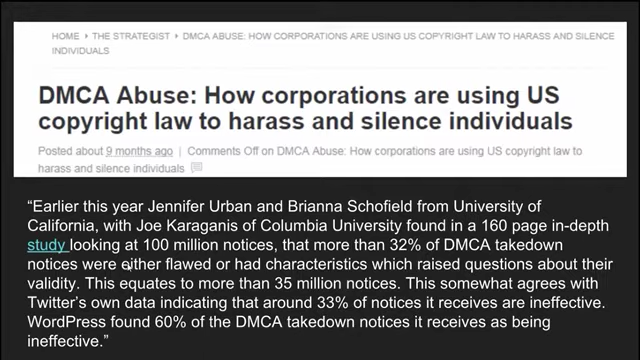 HOME ▸ THE STRATEGIST ▸ DMCA ABUSE: HOW CORPORATIONS ARE USING US COPYRIGHT LAW TO HARASS AND SILENCE
INDIVIDUALS
DMCA Abuse: How corporations are using US
copyright law to harass and silence individuals
Posted about 9 months ago | Comments Off on DMCA Abuse: How corporations are using US copyright law to
harass and silence individuals
“Earlier this year Jennifer Urban and Brianna Schofield from University of
California, with Joe Karaganis of Columbia University found in a 160 page in-depth
study looking at 100 million notices, that more than 32% of DMCA takedown
notices were either flawed or had characteristics which raised questions about their
validity. This equates to more than 35 million notices. This somewhat agrees with
Twitter’s own data indicating that around 33% of notices it receives are ineffective.
WordPress found 60% of the DMCA takedown notices it receives as being
ineffective.”